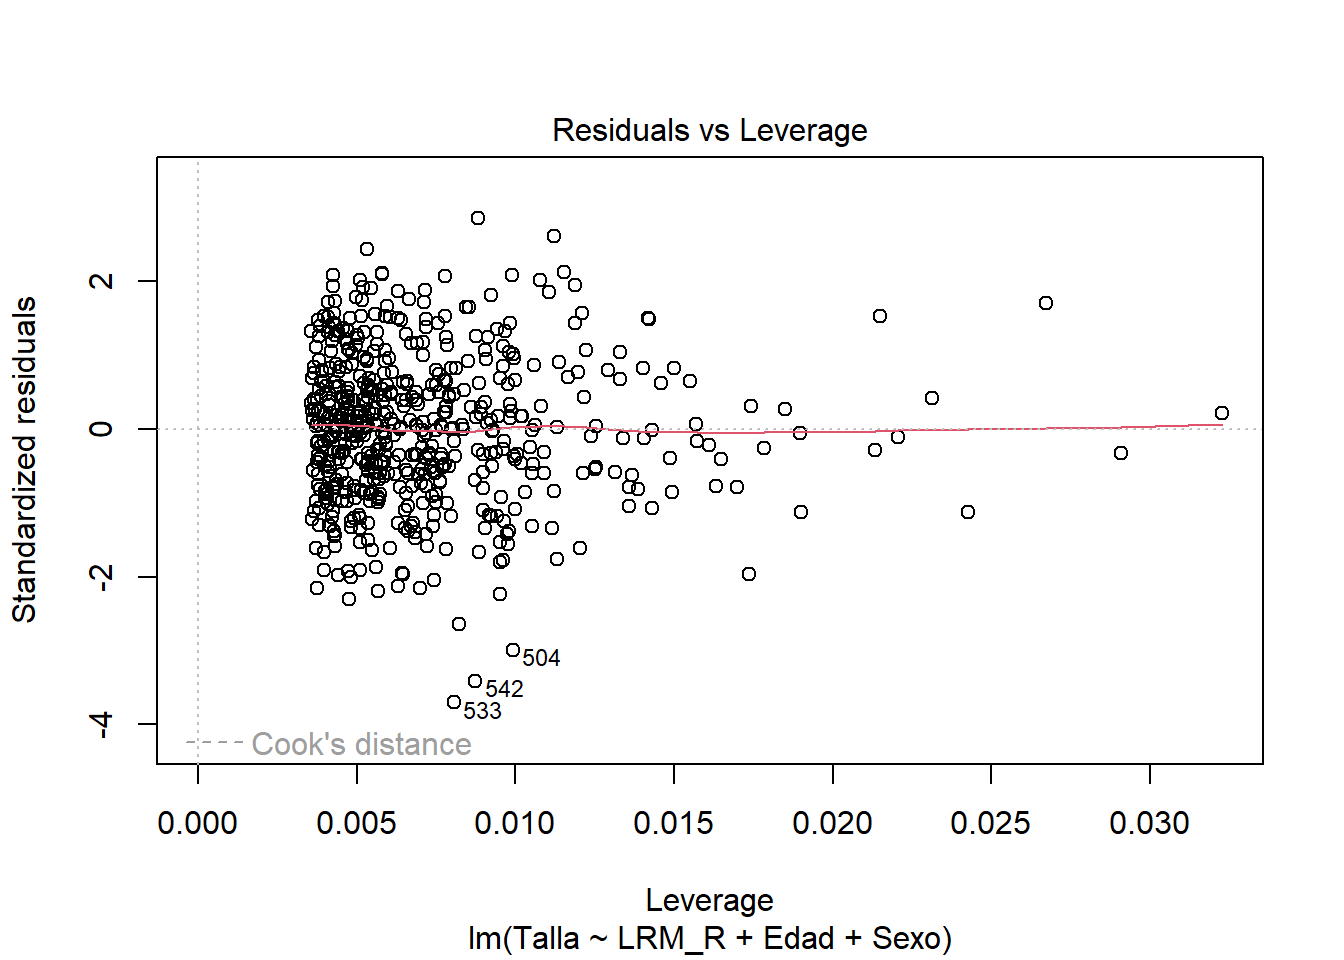 Residuals vs Leverage
Standardized residuals
2
0
-2
-4
504
542
533
Cook's distance
0.000 0.005 0.010 0.015 0.020 0.025 0.030
Leverage
lm(Talla ~ LRM_R + Edad + Sexo)